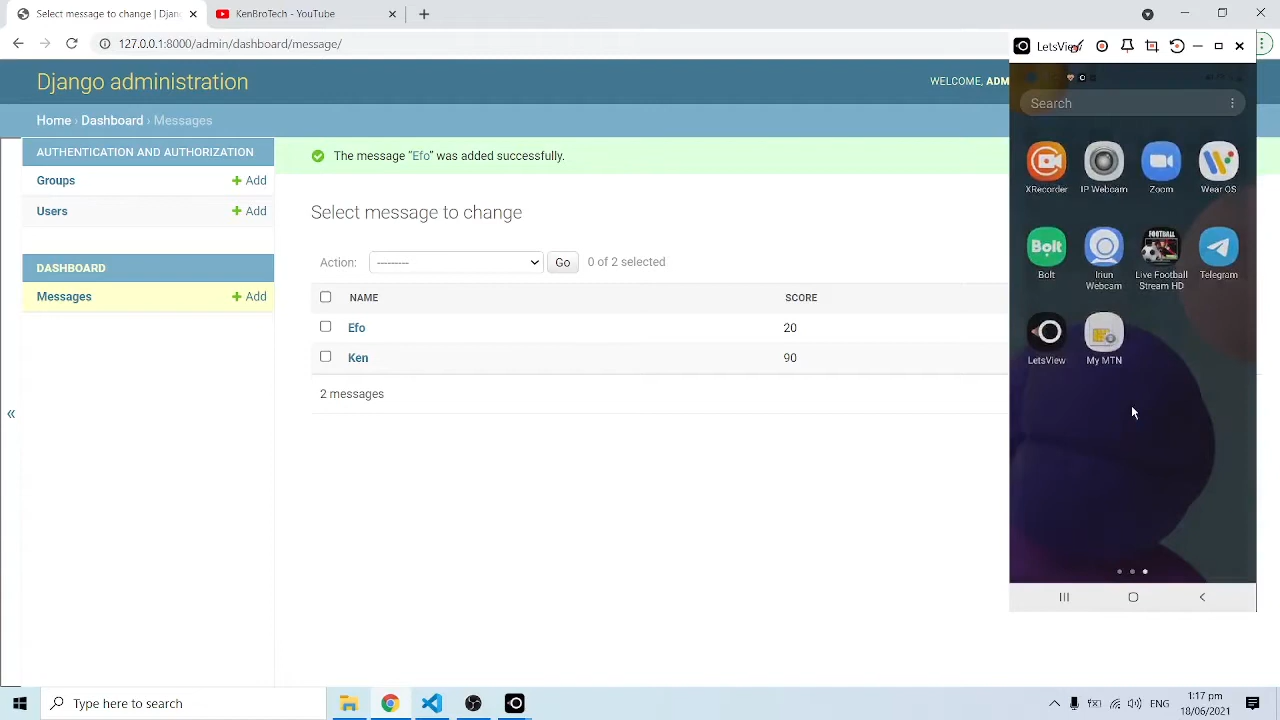 Select message to change | Djan
KenBroTech - YouTube
127.0.0.1:8000/admin/dashboard/message/
LetsView
Django administration
WELCOME, ADM
Home › Dashboard › Messages
AUTHENTICATION AND AUTHORIZATION
Groups
Add
Users
Add
DASHBOARD
Messages
Add
«
The message “Efo” was added successfully.
Select message to change
Action:
---------
Go
0 of 2 selected
NAME
SCORE
Efo
20
Ken
90
2 messages
Search
XRecorder
IP Webcam
Zoom
Wear OS
Bolt
Bolt
Iriun
Webcam
FOOTBALL
Live Football
Stream HD
Telegram
LetsView
My MTN
Type here to search
ENG
1:17 pm
18/06/2021